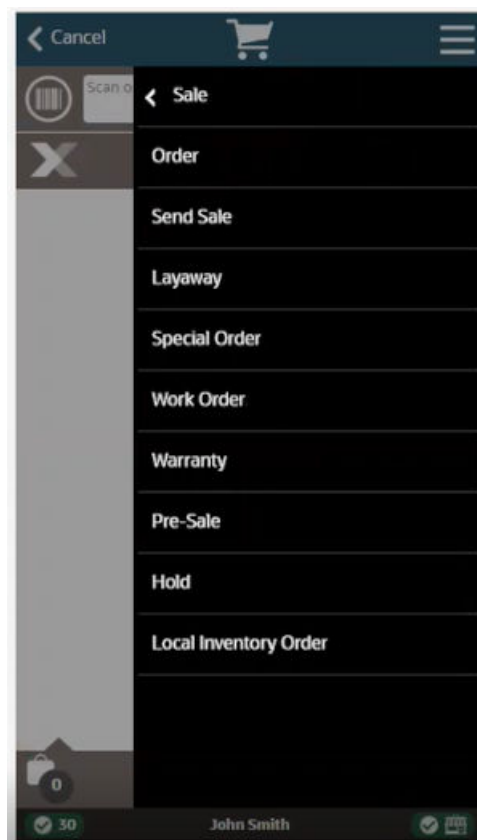 Cancel
Scan o
Sale
Order
Send Sale
Layaway
Special Order
Work Order
Warranty
Pre-Sale
Hold
Local Inventory Order
0
30
John Smith